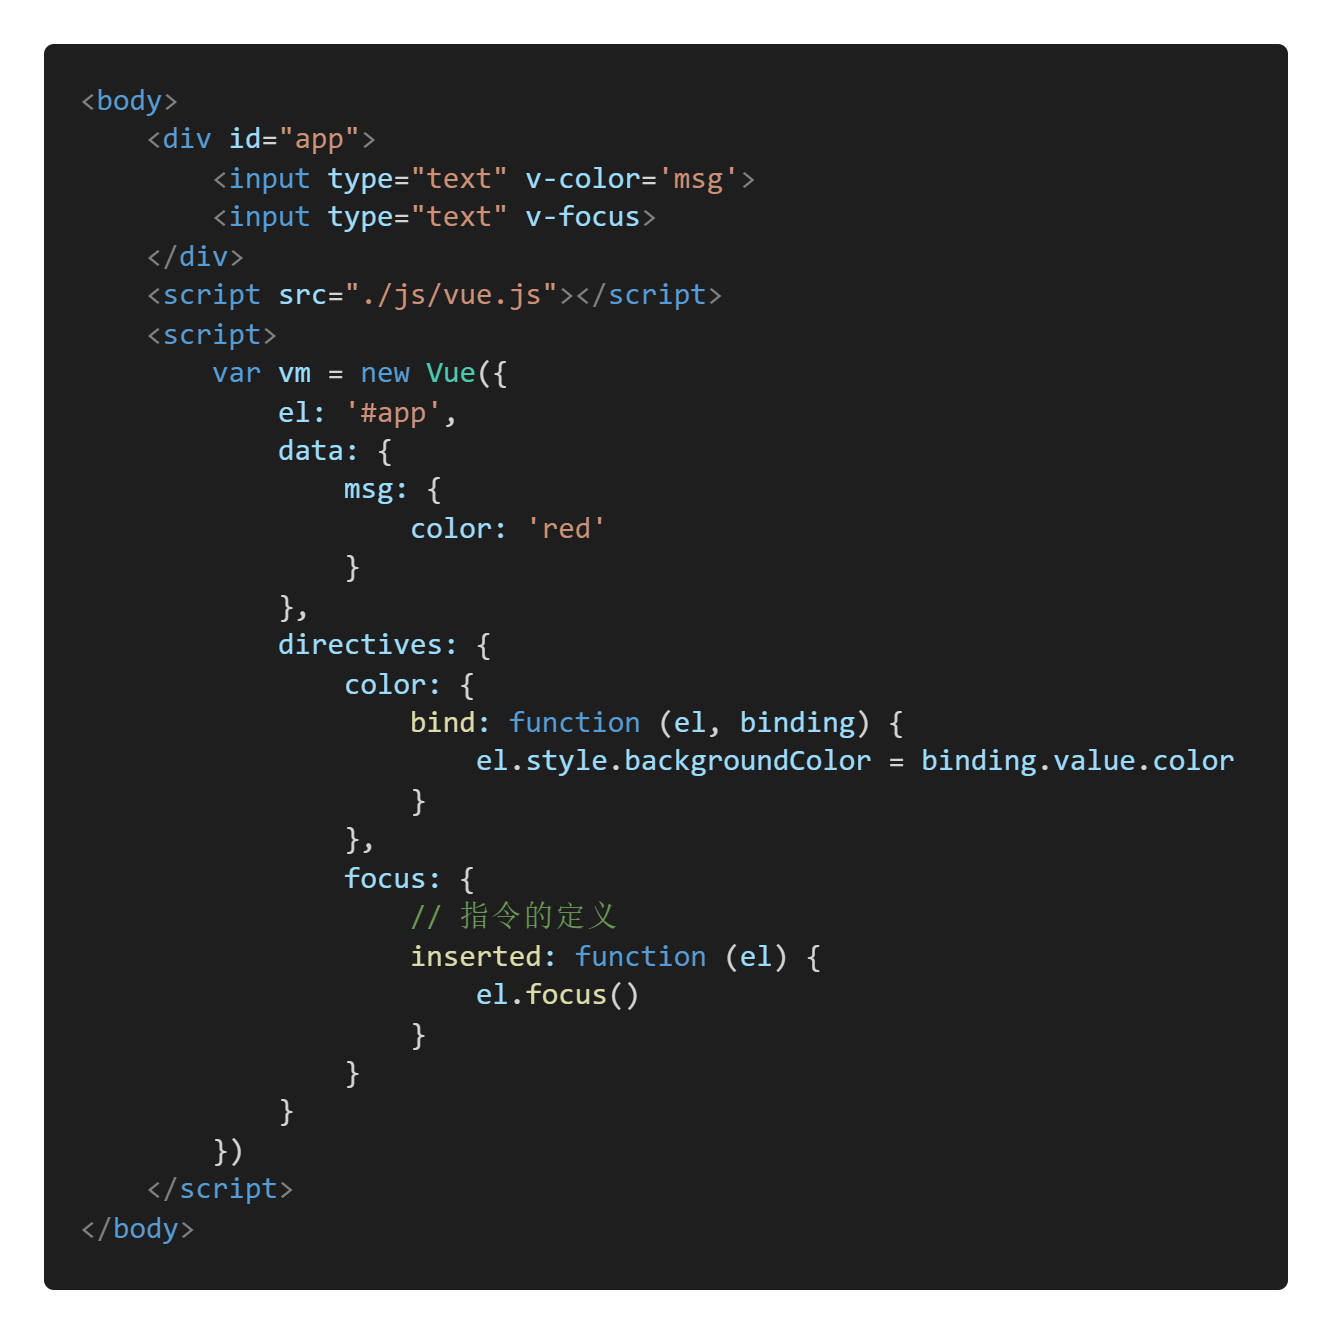 <body>
    <div id="app">
        <input type="text" v-color='msg'>
        <input type="text" v-focus>
    </div>
    <script src="./js/vue.js"></script>
    <script>
        var vm = new Vue({
            el: '#app',
            data: {
                msg: {
                    color: 'red'
                }
            },
            directives: {
                color: {
                    bind: function (el, binding) {
                        el.style.backgroundColor = binding.value.color
                    }
                },
                focus: {
                    // 指令的定义
                    inserted: function (el) {
                        el.focus()
                    }
                }
            }
        })
    </script>
</body>